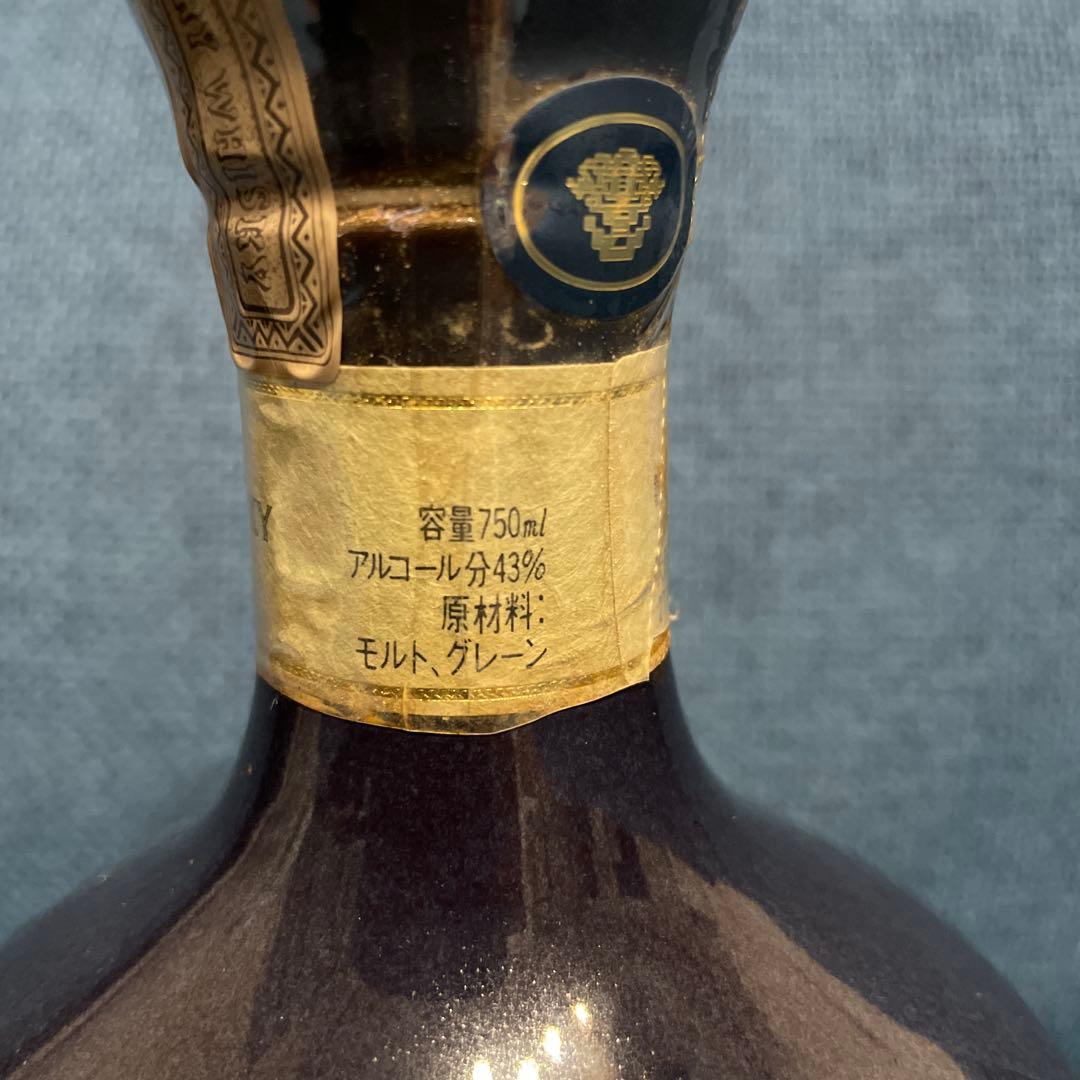 WHISKY
容量750ml
アルコール分43%
原材料:
モルト、グレーン